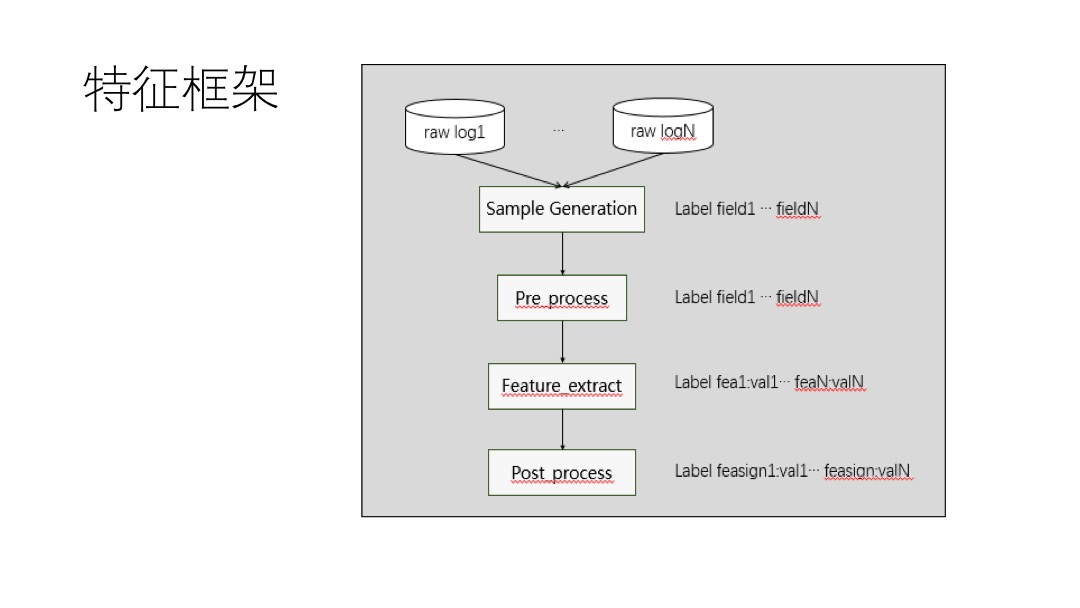 特征框架
raw log1 ... raw logN
Sample Generation Label field1 ··· fieldN
Pre_process Label field1 ··· fieldN
Feature_extract Label fea1:val1··· feaN:valN
Post_process Label feasign1:val1··· feasign:valN